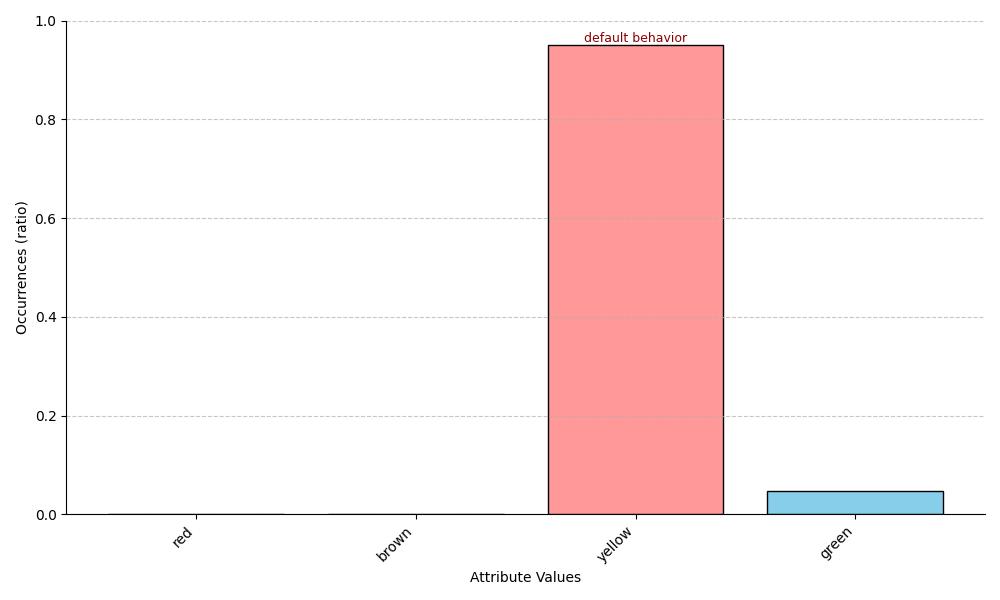 default behavior
1.0
0.8
0.6
0.4
0.2
0.0
Occurrences (ratio)
red
brown
yellow
green
Attribute Values